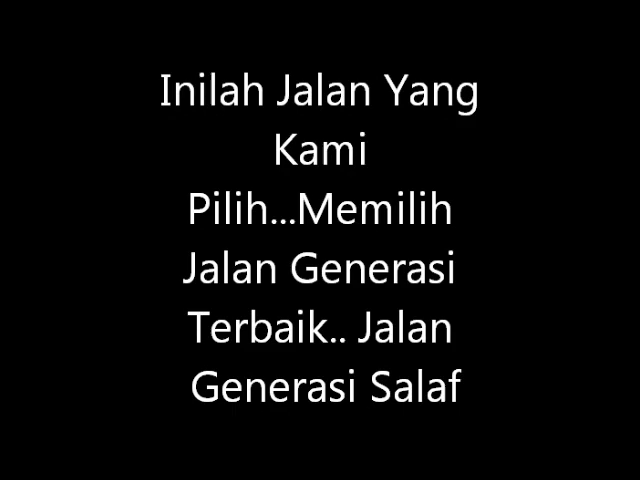 Inilah Jalan Yang
Kami
Pilih...Memilih
Jalan Generasi
Terbaik.. Jalan
Generasi Salaf